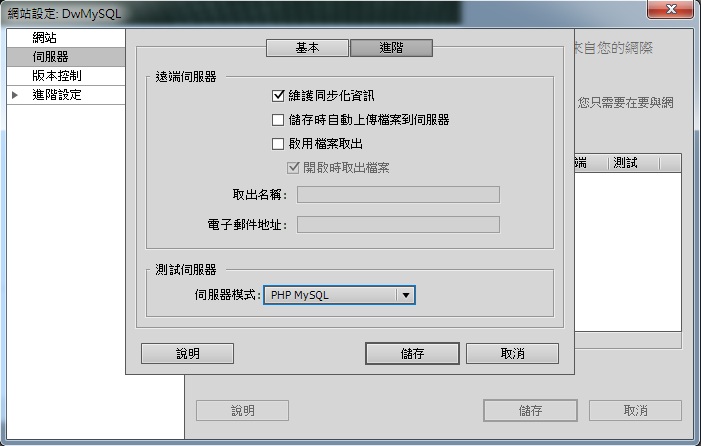 網站設定: DwMySQL
網站
伺服器
版本控制
進階設定
基本
進階
遠端伺服器
維護同步化資訊
儲存時自動上傳檔案到伺服器
啟用檔案取出
開啟時取出檔案
取出名稱:
電子郵件地址:
測試伺服器
伺服器模式:
PHP MySQL
說明
儲存
取消
來自您的網際
您只需要在要與網
端
測試
說明
儲存
取消